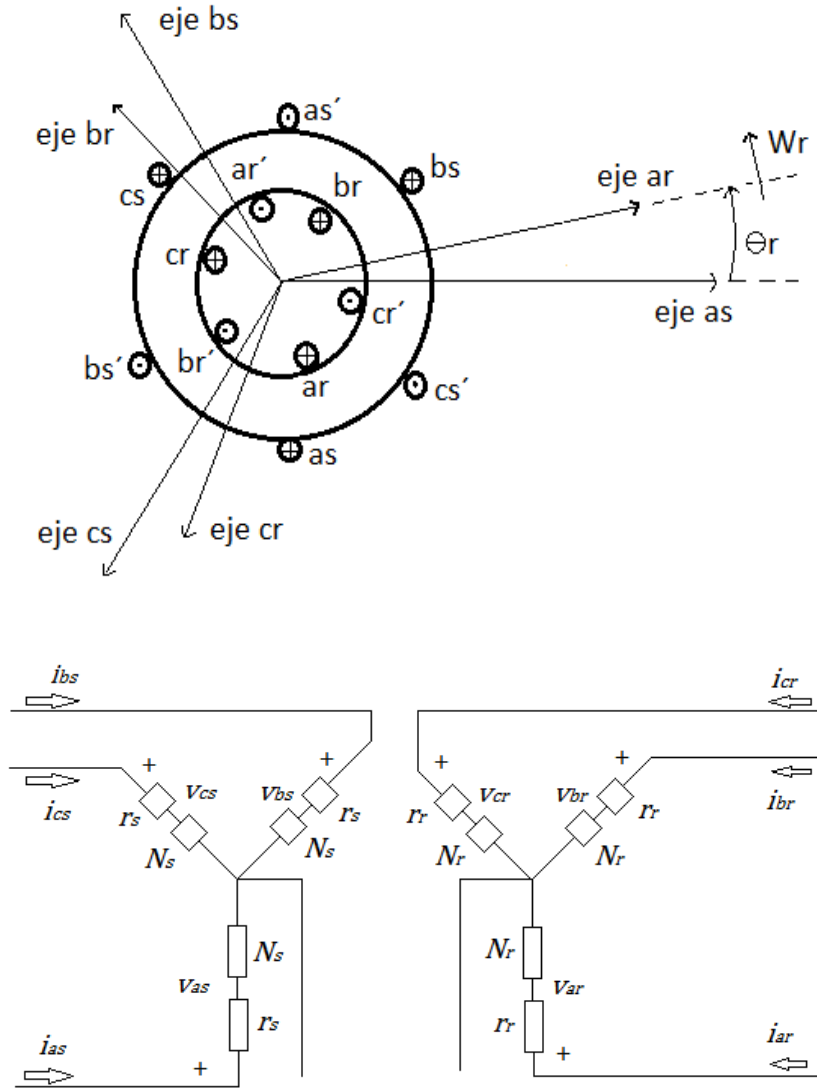 eje bs
as´
eje br
Wr
ar´
bs
cs
br
eje ar
Θr
cr
eje as
cr´
bs´
br´
ar
cs´
as
eje cs
eje cr
ibs
icr
+
+
+
+
vcs
vbs
vcr
vbr
ics
ibr
rs
rs
rr
rr
Ns
Ns
Nr
Nr
Ns
Nr
vas
var
rs
rr
ias
+
+
iar